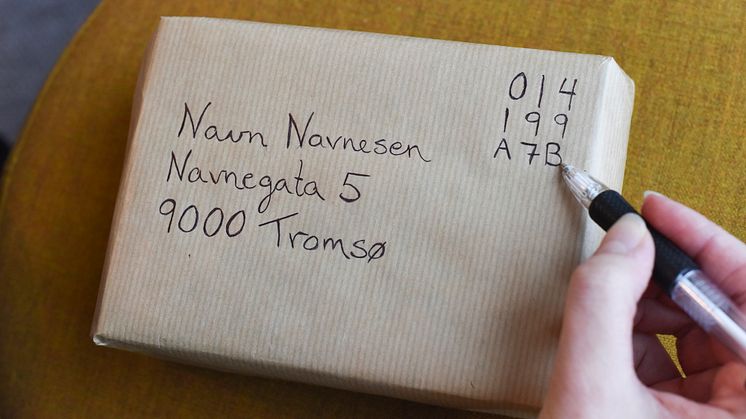 Navn Navnesen
Navnegata 5
9000 Tromsø
014
199
A7B